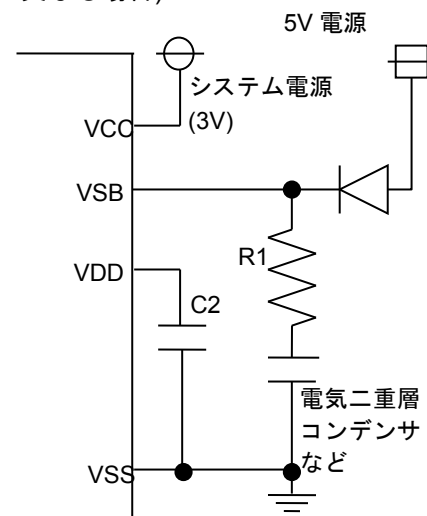 5V 電源
システム電源
(3V)
VCC
VSB
R1
VDD
C2
電気二重層
コンデンサ
など
VSS